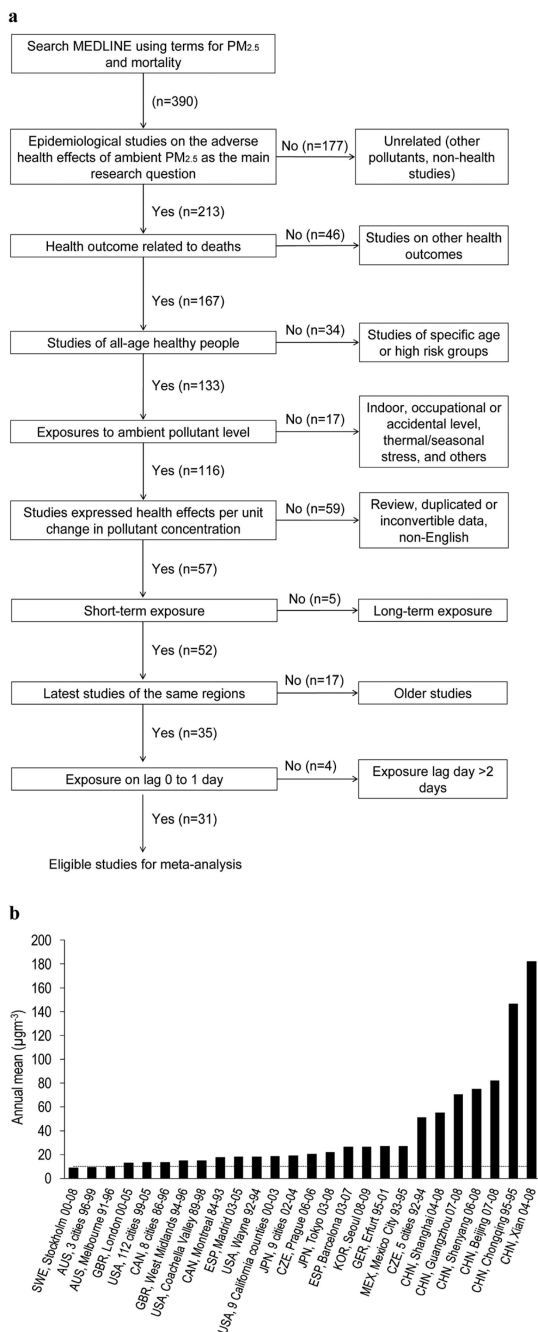 a
Search MEDLINE using terms for PM2.5
and mortality
(n=390)
Epidemiological studies on the adverse
health effects of ambient PM2.5 as the main
research question
No (n=177)
Unrelated (other
pollutants, non-health
studies)
Yes (n=213)
Health outcome related to deaths
No (n=46)
Studies on other health
outcomes
Yes (n=167)
Studies of all-age healthy people
No (n=34)
Studies of specific age
or high risk groups
Yes (n=133)
Exposures to ambient pollutant level
No (n=17)
Indoor, occupational or
accidental level,
thermal/seasonal
stress, and others
Yes (n=116)
Studies expressed health effects per unit
change in pollutant concentration
No (n=59)
Review, duplicated or
inconvertible data,
non-English
Yes (n=57)
Short-term exposure
No (n=5)
Long-term exposure
Yes (n=52)
Latest studies of the same regions
No (n=17)
Older studies
Yes (n=35)
Exposure on lag 0 to 1 day
No (n=4)
Exposure lag day >2
days
Yes (n=31)
Eligible studies for meta-analysis
b
Annual mean (µgm-3)
200
180
160
140
120
100
80
60
40
20
0
SWE, Stockholm 00-08
AUS, 3 cities 96-99
AUS, Melbourne 91-96
GBR, London 00-05
USA, 112 cities 99-05
CAN, 8 cities 86-96
GBR, West Midlands 94-96
USA, Coachella Valley 89-98
CAN, Montreal 84-93
ESP, Madrid 03-05
USA, Wayne 92-94
USA, 9 California counties 00-03
JPN, 9 cities 02-04
CZE, Prague 06-06
JPN, Tokyo 03-08
ESP, Barcelona 03-07
KOR, Seoul 08-09
GER, Erfurt 95-01
MEX, Mexico City 93-95
CZE, 5 cities 92-94
CHN, Shanghai 04-08
CHN, Guangzhou 07-08
CHN, Shenyang 06-08
CHN, Beijing 07-08
CHN, Chongqing 95-95
CHN, Xian 04-08